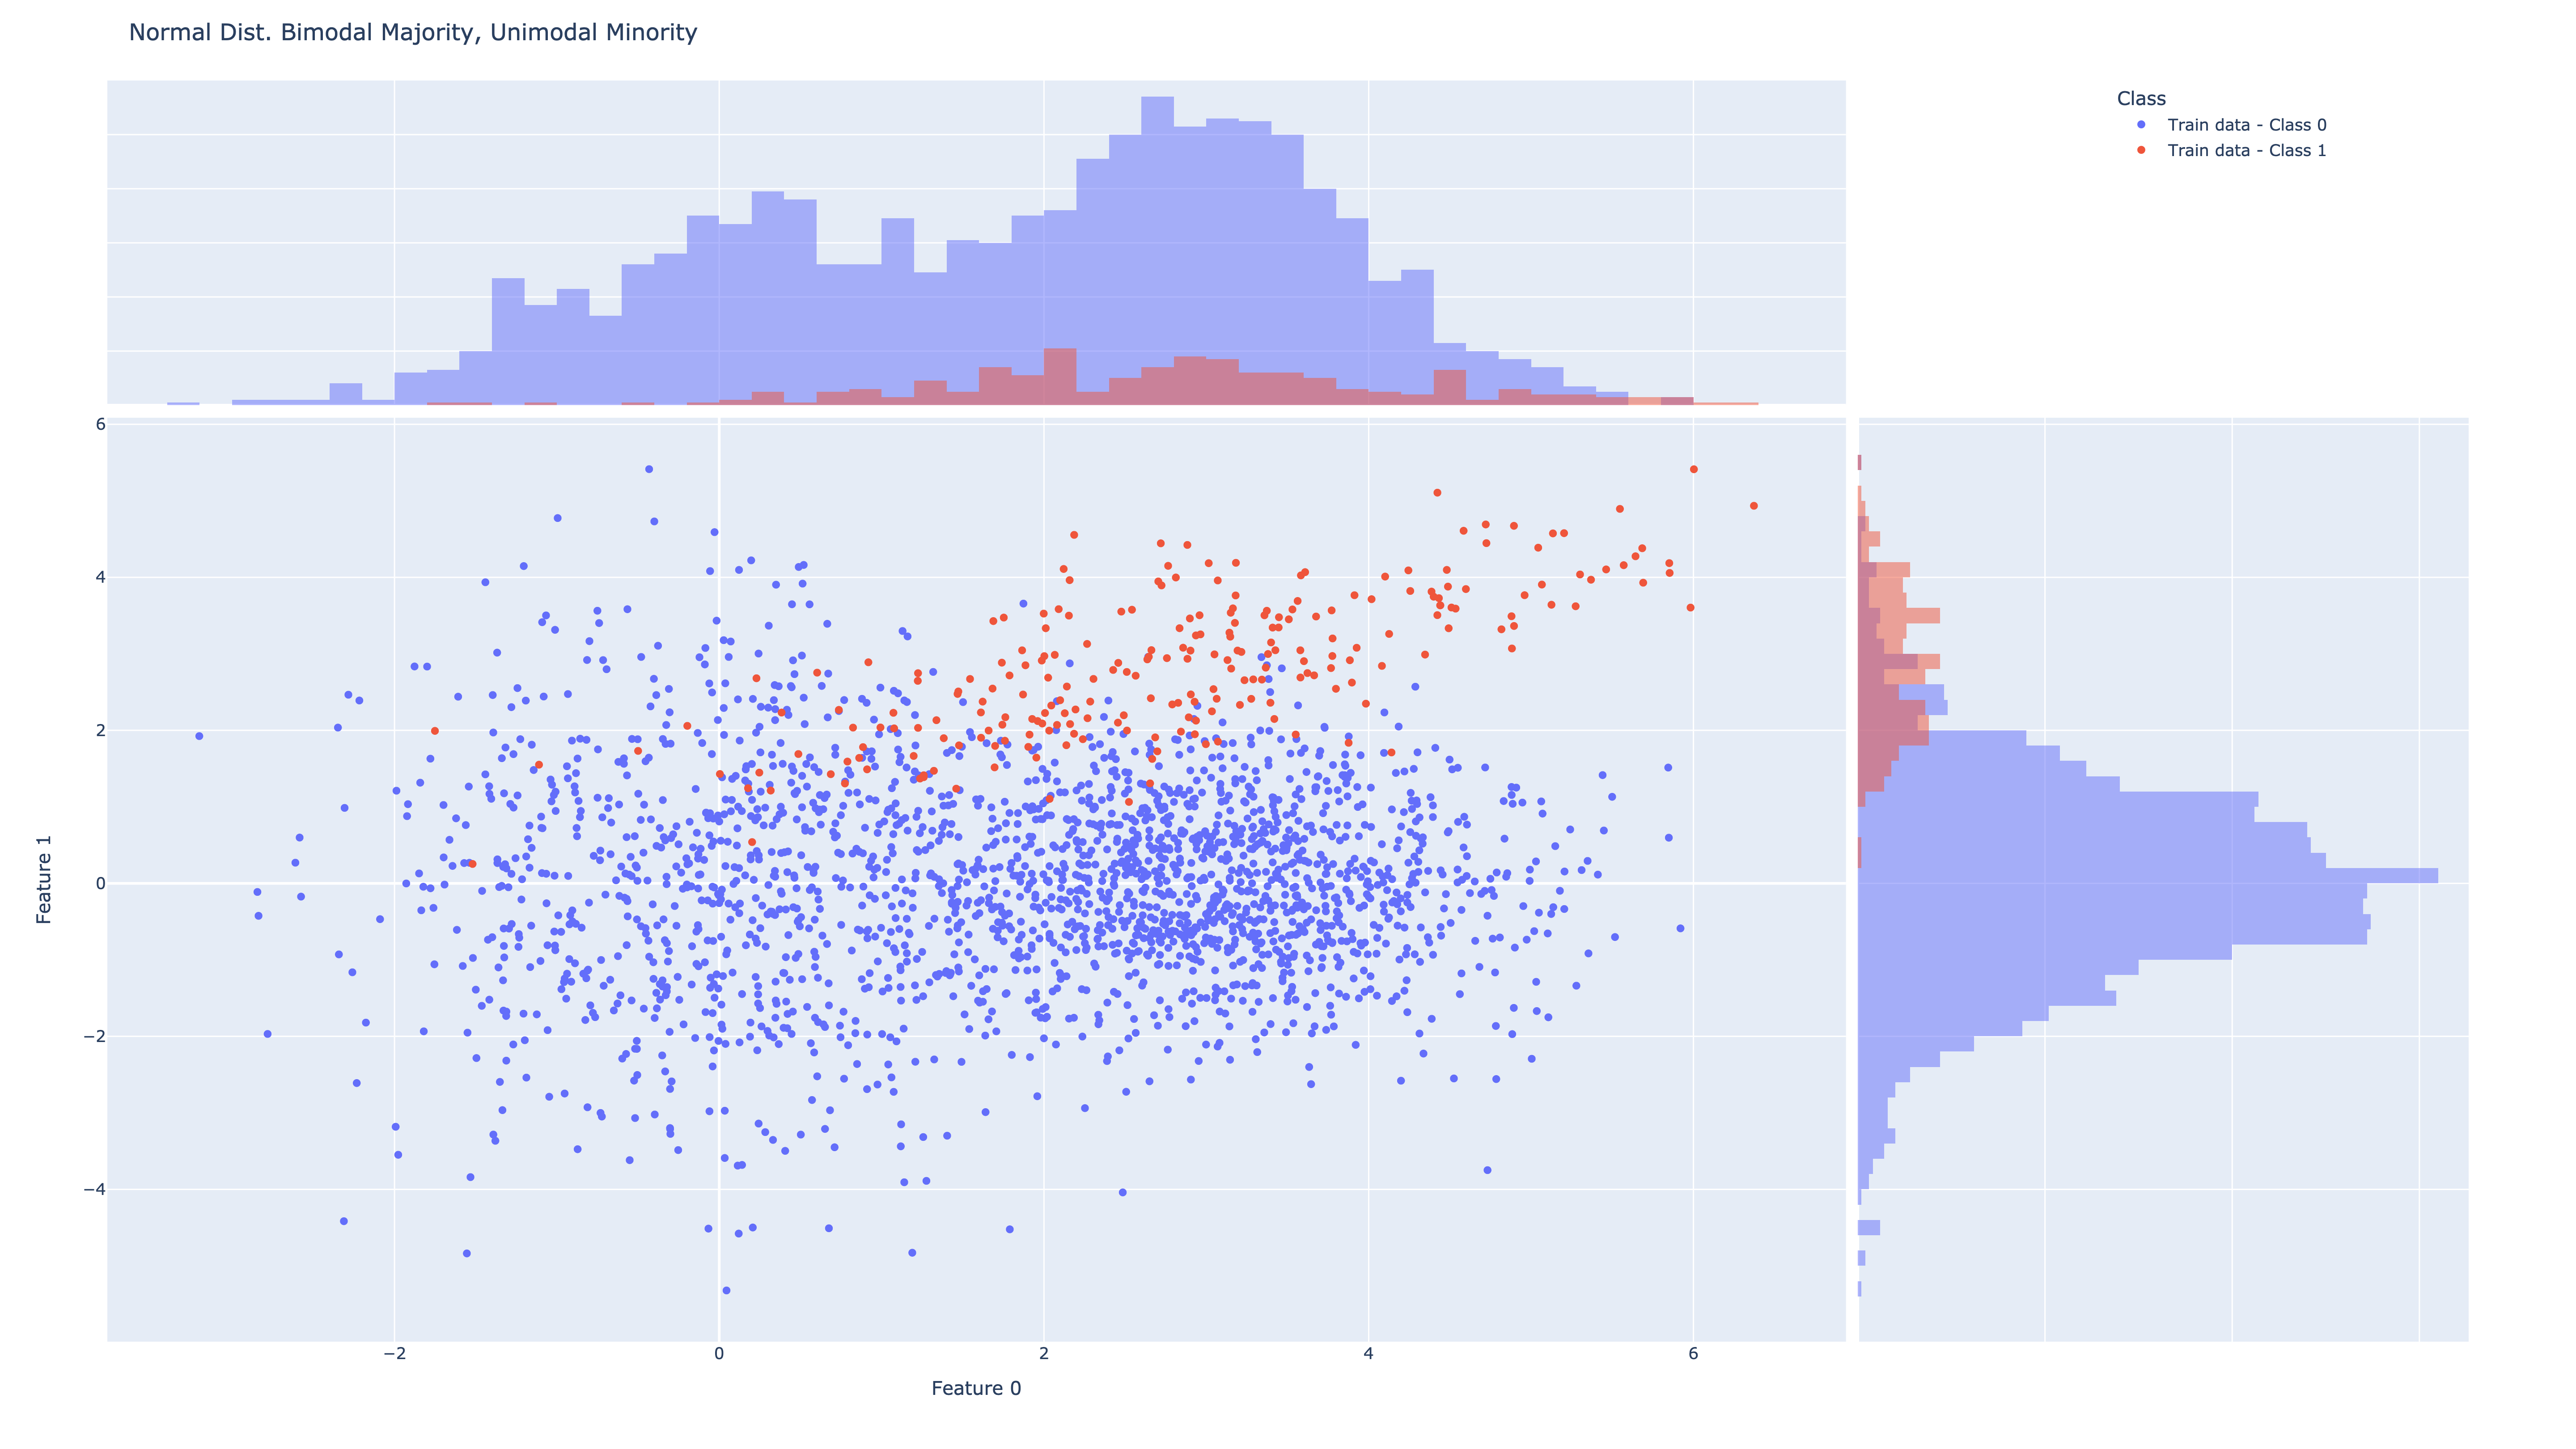 Normal Dist. Bimodal Majority, Unimodal Minority
Class
Train data - Class 0
Train data - Class 1
6
4
2
0
−2
−4
Feature 1
−2
0
2
4
6
Feature 0